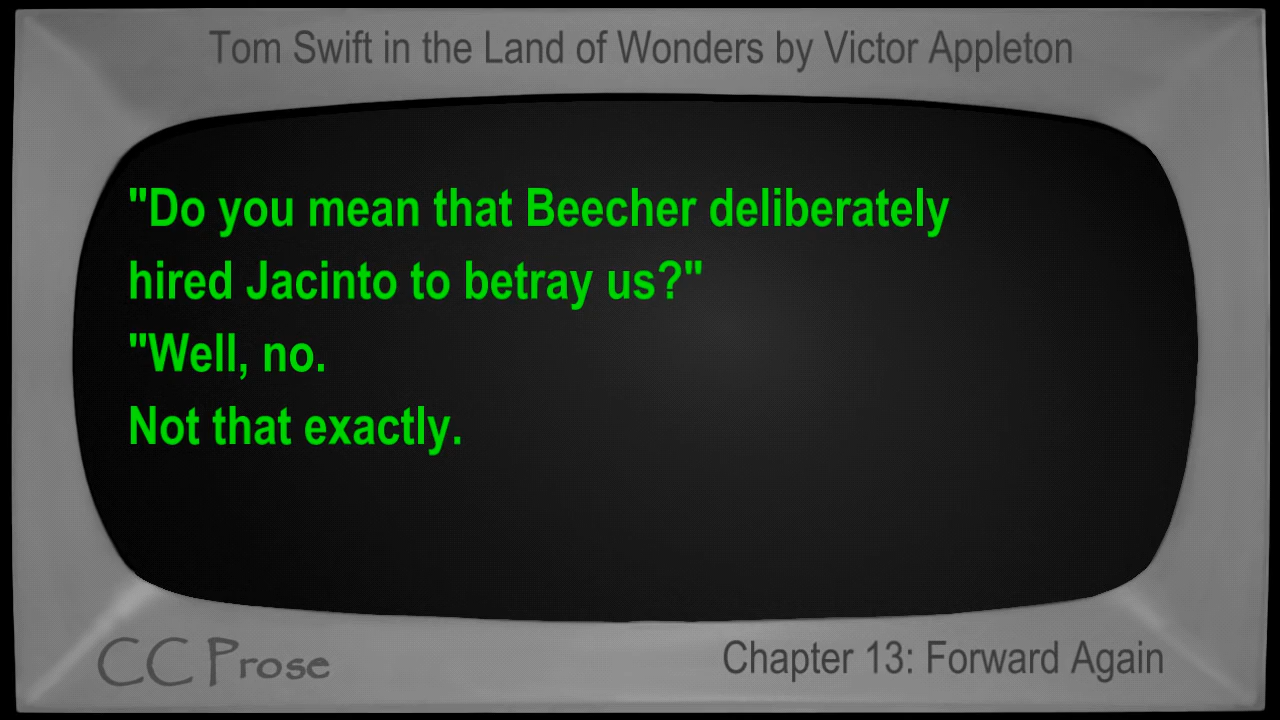 Tom Swift in the Land of Wonders by Victor Appleton
"Do you mean that Beecher deliberately
hired Jacinto to betray us?"
"Well, no.
Not that exactly.
CC Prose
Chapter 13: Forward Again